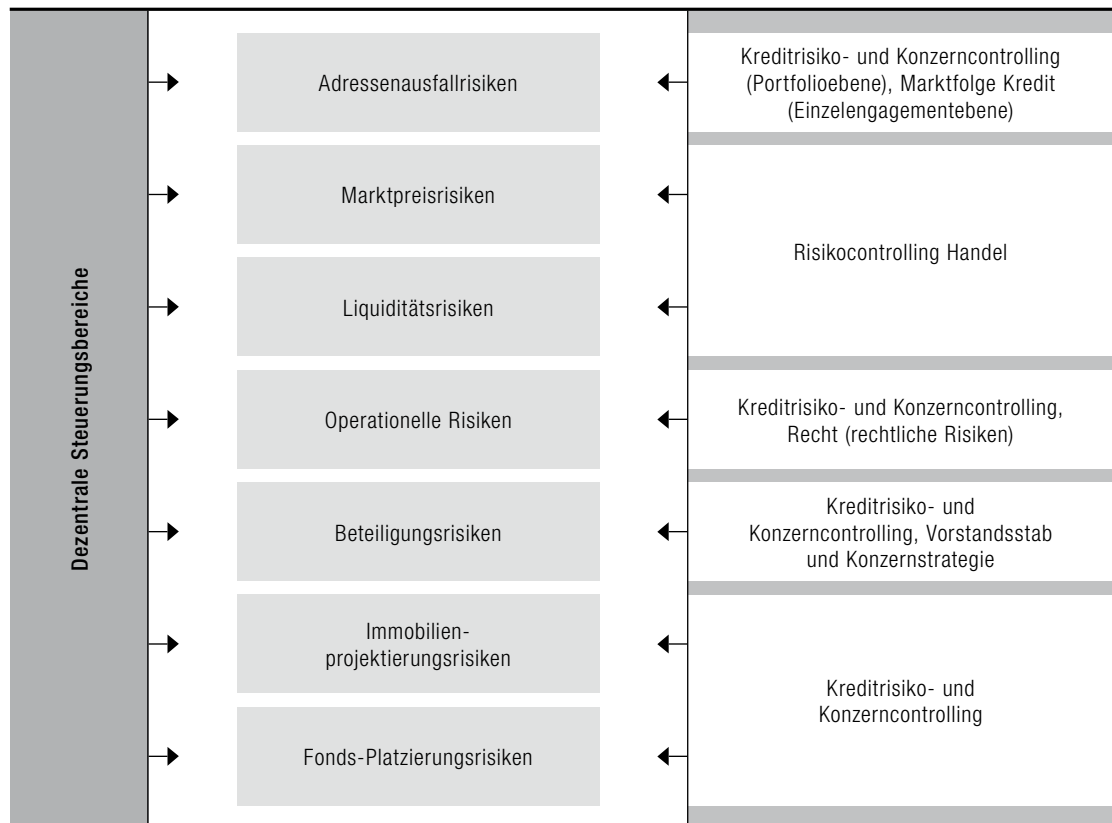 Dezentrale Steuerungsbereiche
Adressenausfallrisiken
Kreditrisiko- und Konzerncontrolling
(Portfolioebene), Marktfolge Kredit
(Einzelengagementebene)
Marktpreisrisiken
Liquiditätsrisiken
Risikocontrolling Handel
Operationelle Risiken
Kreditrisiko- und Konzerncontrolling,
Recht (rechtliche Risiken)
Beteiligungsrisiken
Kreditrisiko- und
Konzerncontrolling, Vorstandsstab
und Konzernstrategie
Immobilien-
projektierungsrisiken
Fonds-Platzierungsrisiken
Kreditrisiko- und
Konzerncontrolling